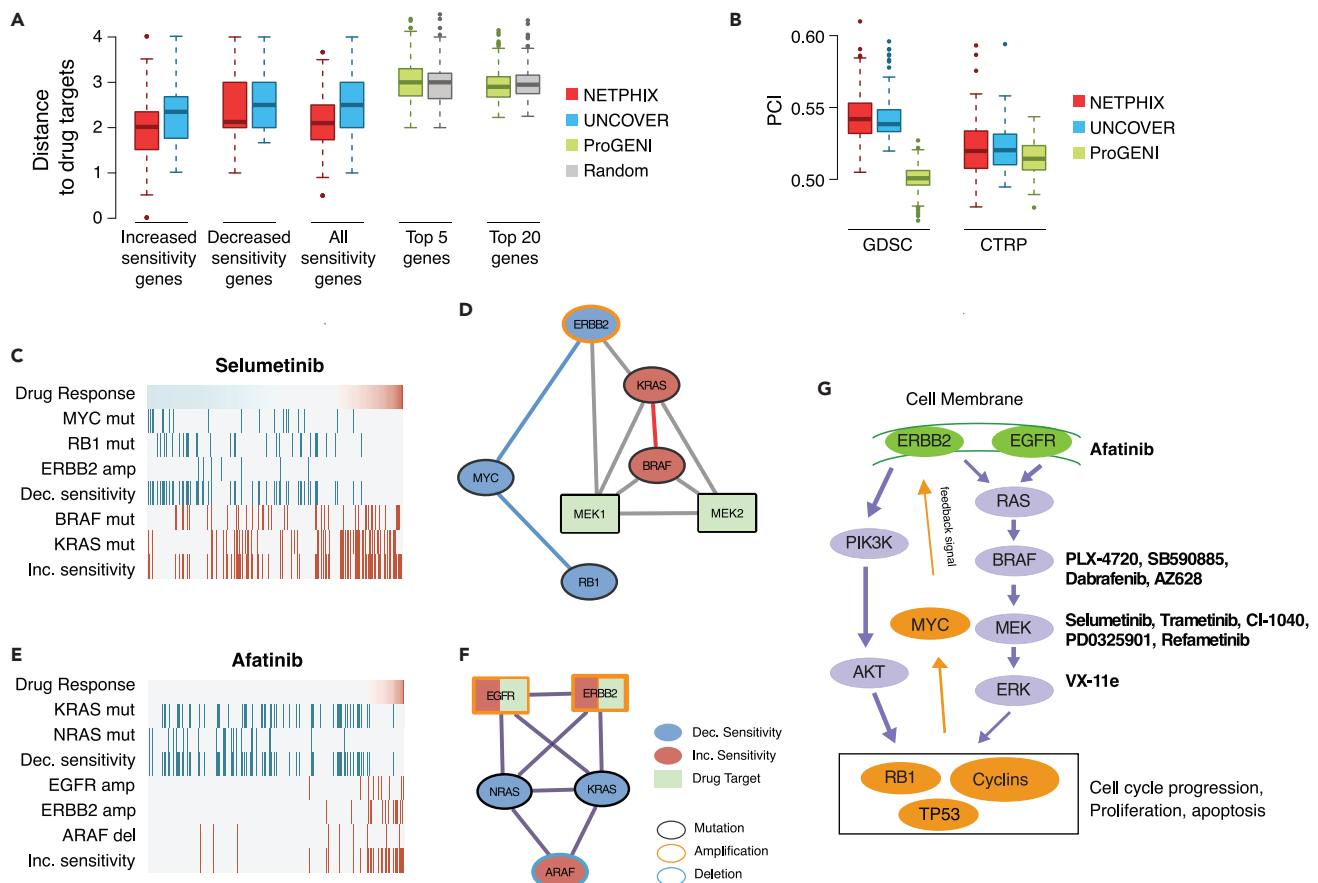 A
Distance
to drug targets
4
3
2
1
0
Increased
sensitivity
genes
Decreased
sensitivity
genes
All
sensitivity
genes
Top 5
genes
Top 20
genes
NETPHIX
UNCOVER
ProGENI
Random
B
PCI
0.60
0.55
0.50
GDSC
CTRP
NETPHIX
UNCOVER
ProGENI
C
Selumetinib
Drug Response
MYC mut
RB1 mut
ERBB2 amp
Dec. sensitivity
BRAF mut
KRAS mut
Inc. sensitivity
D
ERBB2
KRAS
BRAF
MYC
MEK1
MEK2
RB1
E
Afatinib
Drug Response
KRAS mut
NRAS mut
Dec. sensitivity
EGFR amp
ERBB2 amp
ARAF del
Inc. sensitivity
F
EGFR
ERBB2
NRAS
KRAS
ARAF
Dec. Sensitivity
Inc. Sensitivity
Drug Target
Mutation
Amplification
Deletion
G
Cell Membrane
ERBB2
EGFR
Afatinib
feedback signal
RAS
PIK3K
BRAF
PLX-4720, SB590885,
Dabrafenib, AZ628
MYC
MEK
Selumetinib, Trametinib, CI-1040,
PD0325901, Refametinib
AKT
ERK
VX-11e
RB1
Cyclins
TP53
Cell cycle progression,
Proliferation, apoptosis